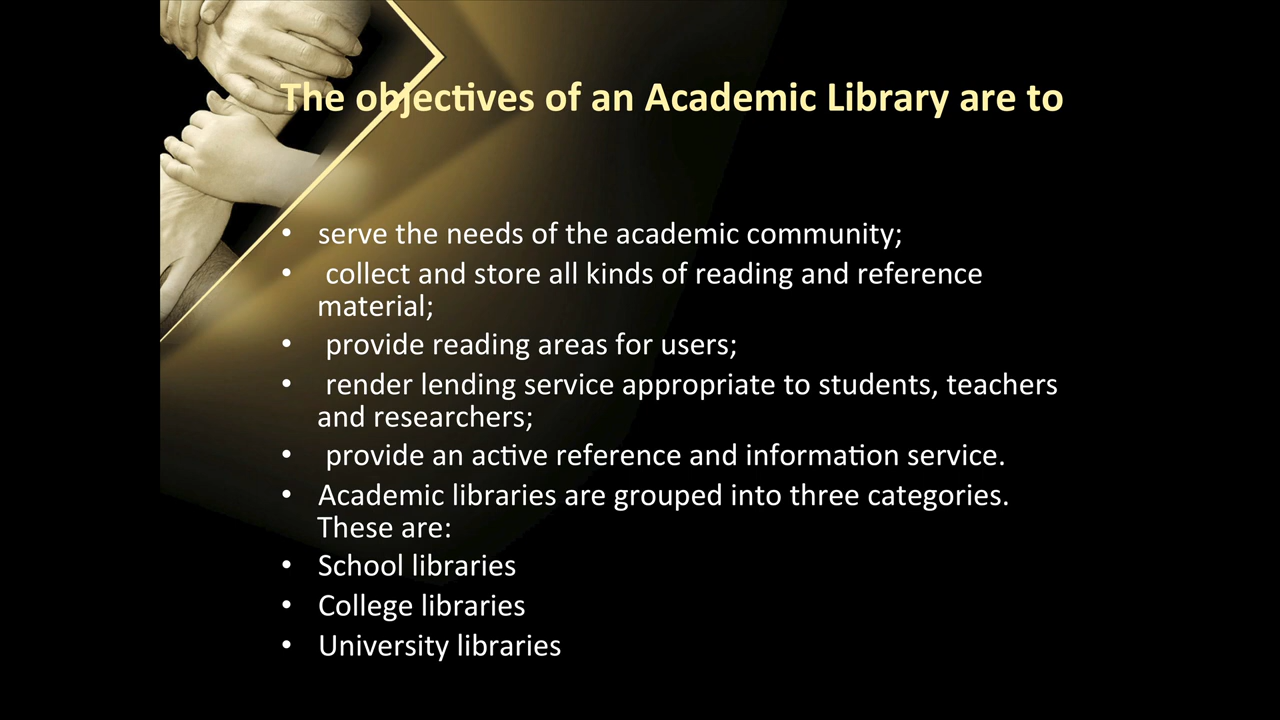 The objectives of an Academic Library are to
• serve the needs of the academic community;
• collect and store all kinds of reading and reference
material;
• provide reading areas for users;
• render lending service appropriate to students, teachers
and researchers;
• provide an active reference and information service.
• Academic libraries are grouped into three categories.
These are:
• School libraries
• College libraries
• University libraries